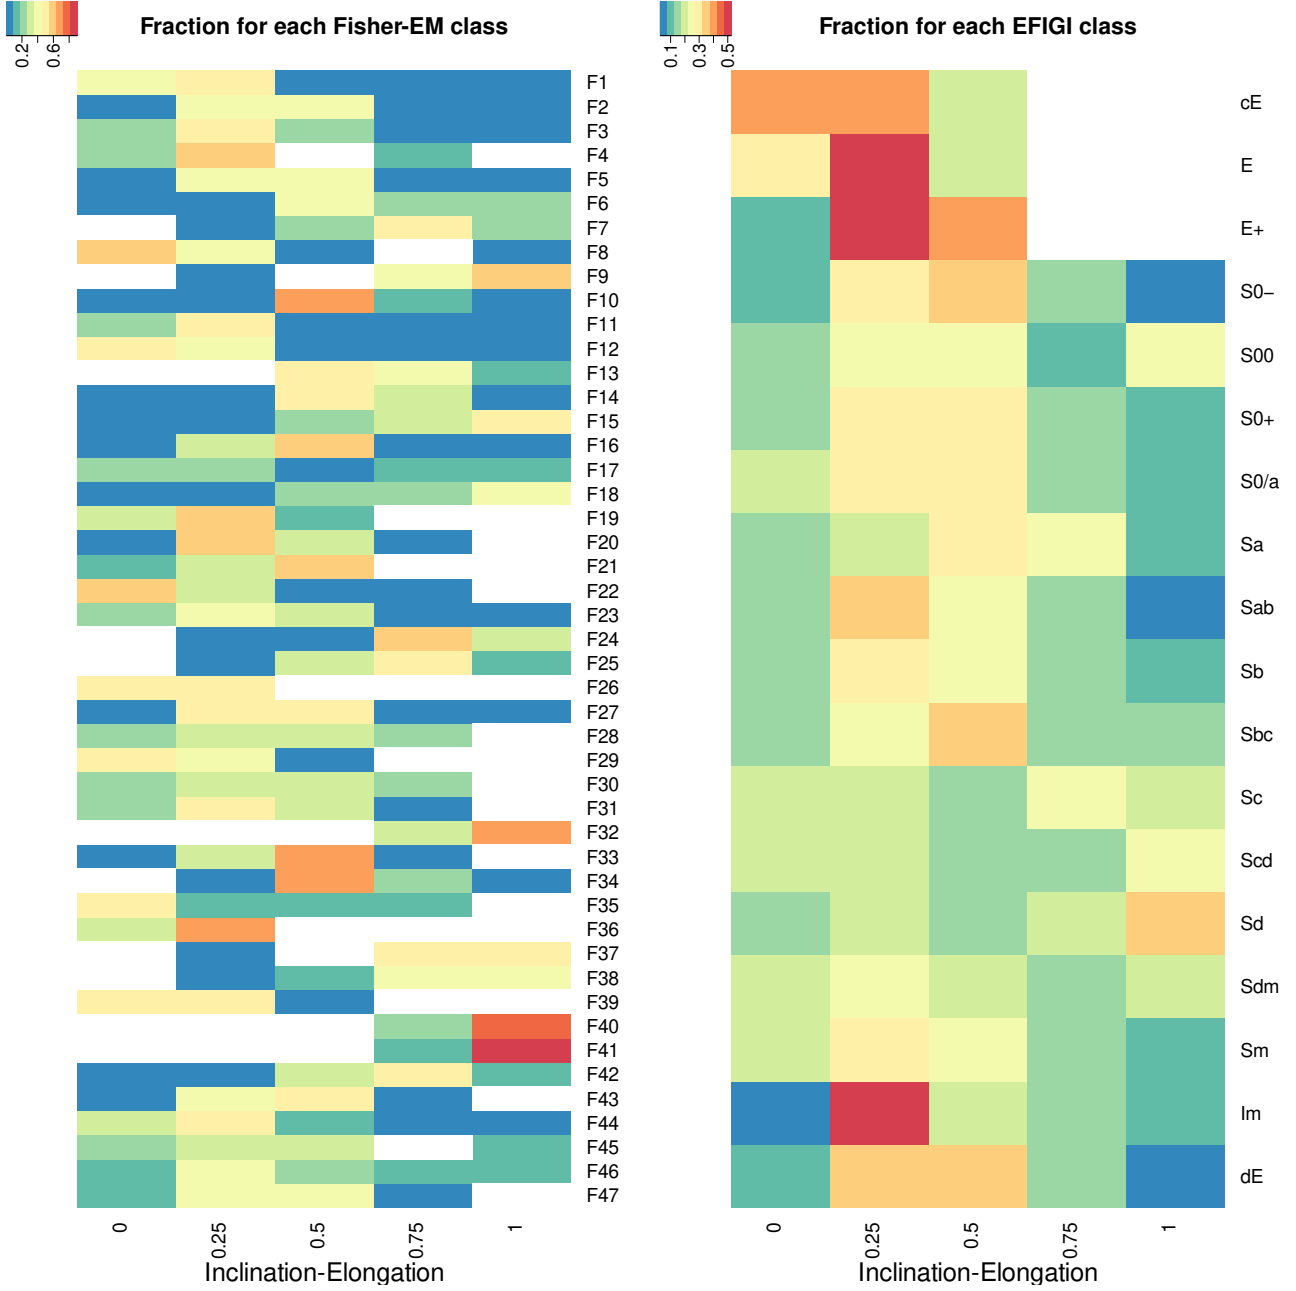 Fraction for each Fisher-EM class
0.2
0.6
F1
F2
F3
F4
F5
F6
F7
F8
F9
F10
F11
F12
F13
F14
F15
F16
F17
F18
F19
F20
F21
F22
F23
F24
F25
F26
F27
F28
F29
F30
F31
F32
F33
F34
F35
F36
F37
F38
F39
F40
F41
F42
F43
F44
F45
F46
F47
0
0.25
0.5
0.75
1
Inclination-Elongation
Fraction for each EFIGI class
0.1
0.3
0.5
cE
E
E+
S0−
S00
S0+
S0/a
Sa
Sab
Sb
Sbc
Sc
Scd
Sd
Sdm
Sm
Im
dE
0
0.25
0.5
0.75
1
Inclination-Elongation